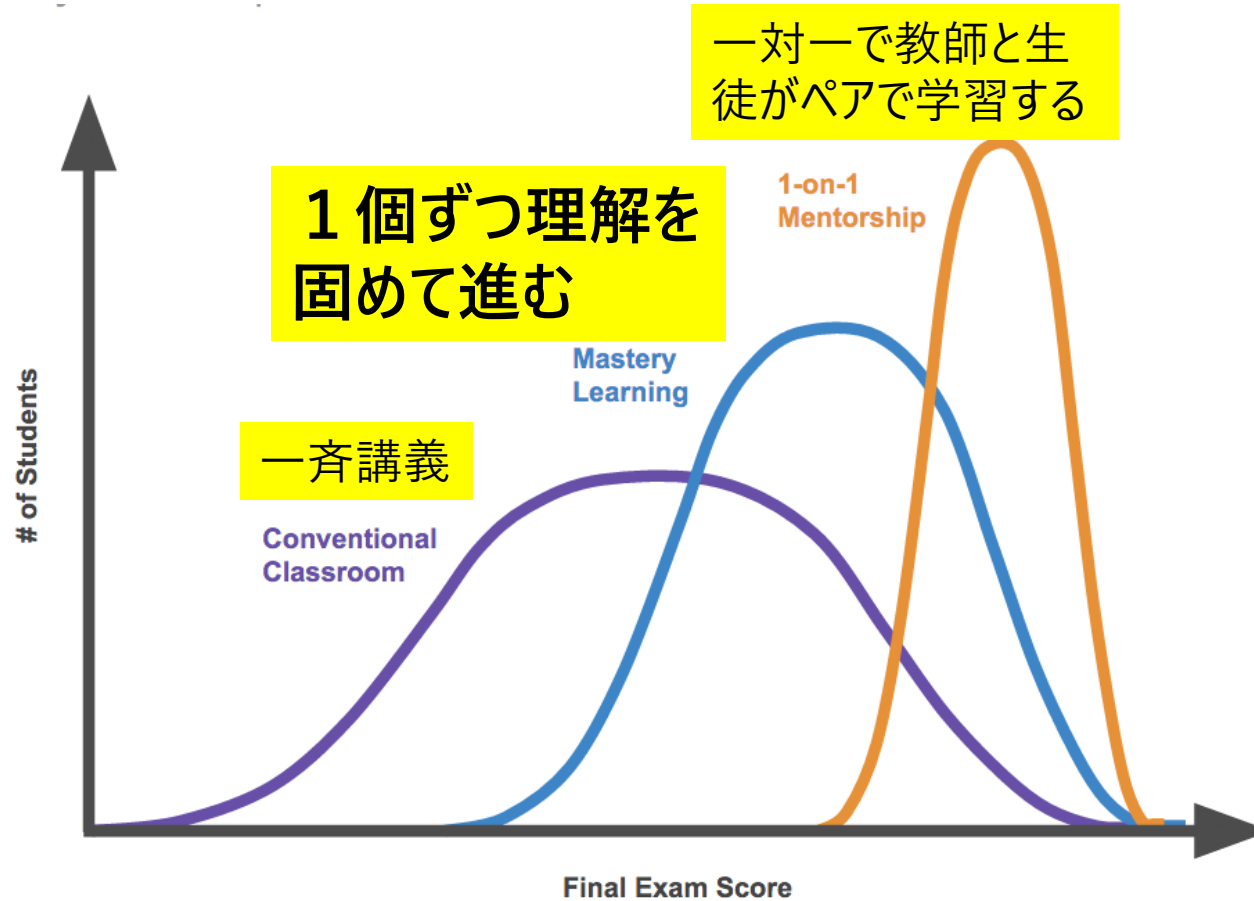 一対一で教師と生
徒がペアで学習する
1-on-1
Mentorship
１個ずつ理解を
固めて進む
Mastery
Learning
一斉講義
Conventional
Classroom
# of Students
Final Exam Score